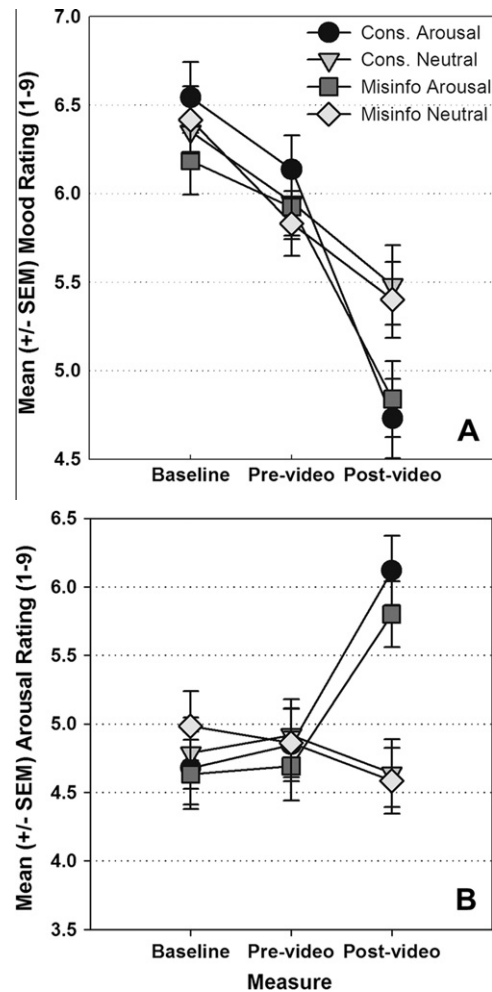 Mean (+/- SEM) Mood Rating (1-9)
7.0
6.5
6.0
5.5
5.0
4.5
Cons. Arousal
Cons. Neutral
Misinfo Arousal
Misinfo Neutral
A
Baseline Pre-video Post-video
Mean (+/- SEM) Arousal Rating (1-9)
6.5
6.0
5.5
5.0
4.5
4.0
3.5
B
Baseline Pre-video Post-video
Measure